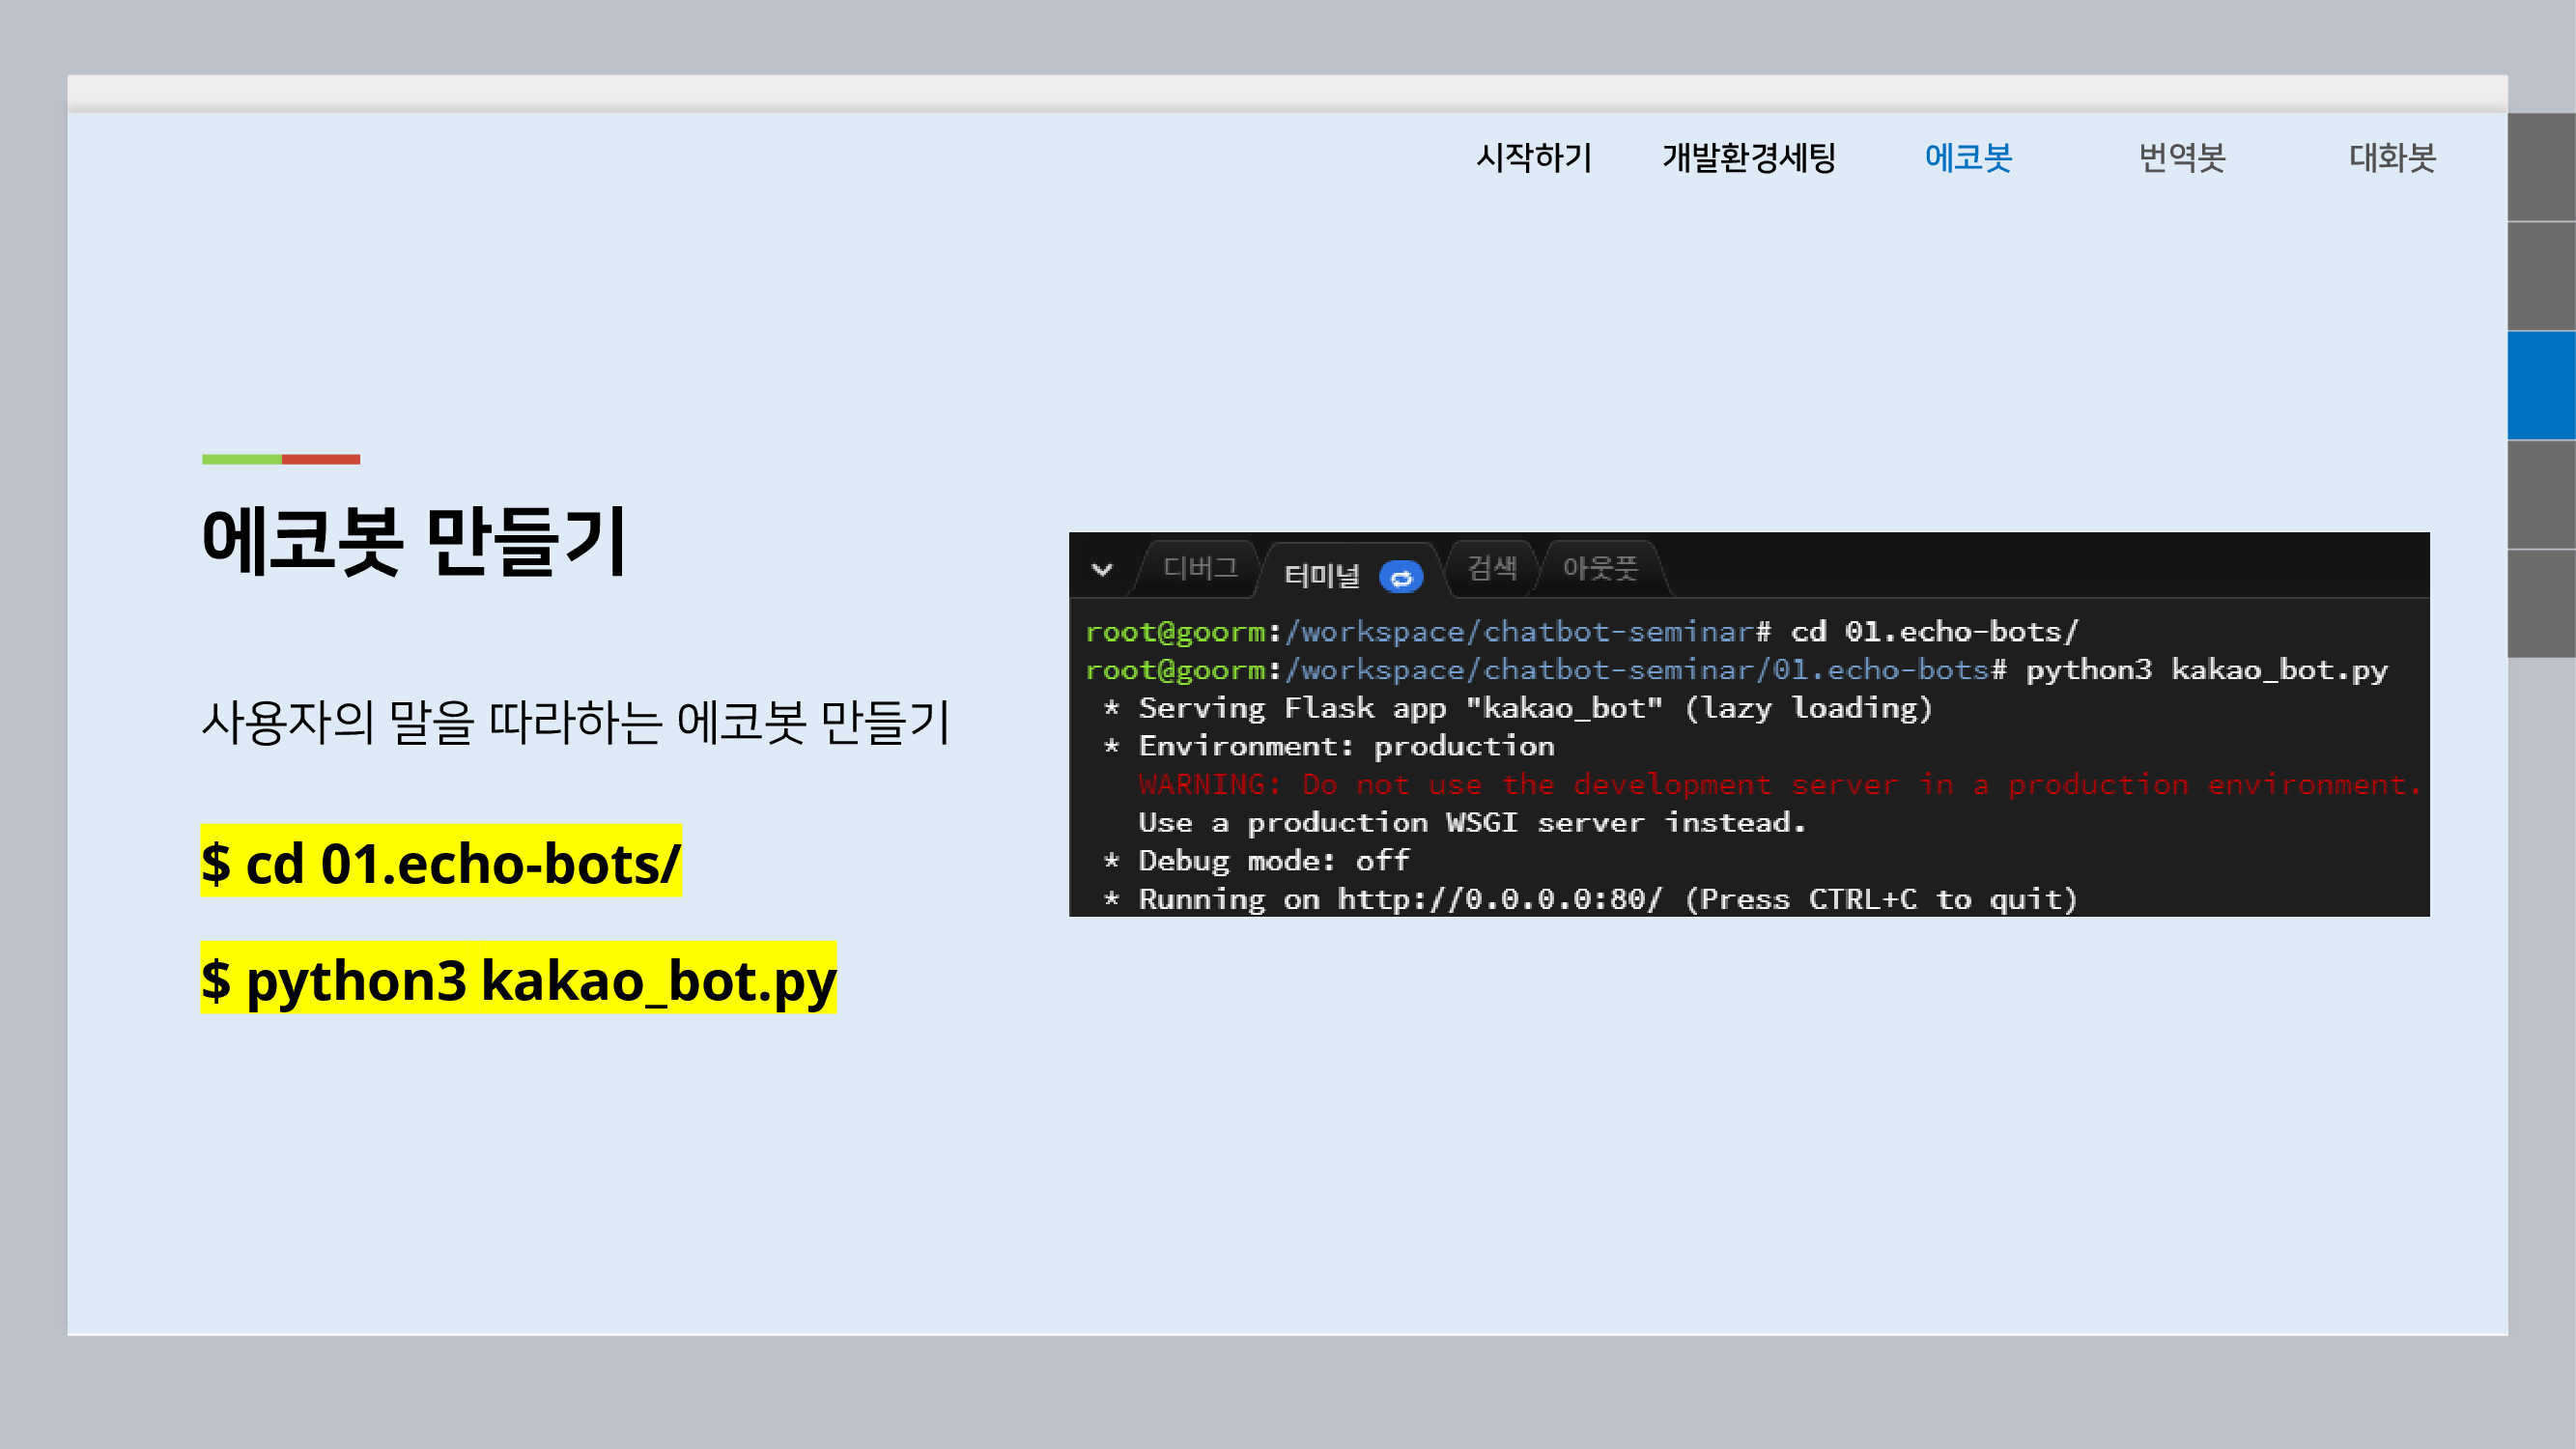 시작하기 개발환경세팅 에코봇 번역봇 대화봇
에코봇 만들기
사용자의 말을 따라하는 에코봇 만들기
$ cd 01.echo-bots/
$ python3 kakao_bot.py
디버그 터미널 검색 아웃풋
root@goorm:/workspace/chatbot-seminar# cd 01.echo-bots/
root@goorm:/workspace/chatbot-seminar/01.echo-bots# python3 kakao_bot.py
* Serving Flask app "kakao_bot" (lazy loading)
* Environment: production
WARNING: Do not use the development server in a production environment.
Use a production WSGI server instead.
* Debug mode: off
* Running on http://0.0.0.0:80/ (Press CTRL+C to quit)